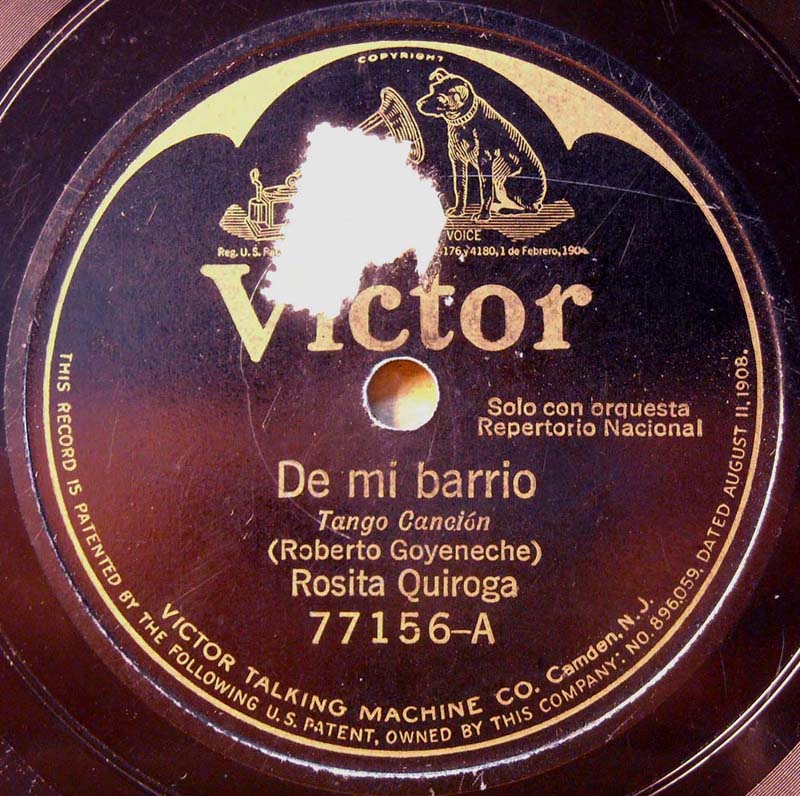 COPYRIGHT
VOICE
Reg. U. S. 176, 4180, 1 de Febrero, 1904.
Victor
Solo con orquesta
Repertorio Nacional
De mi barrio
Tango Canción
(Roberto Goyeneche)
Rosita Quiroga
77156-A
VICTOR TALKING MACHINE CO. Camden, N. J.
THIS RECORD IS PATENTED BY THE FOLLOWING U.S. PATENT, OWNED BY THIS COMPANY: NO. 896,059, DATED AUGUST 11, 1908.